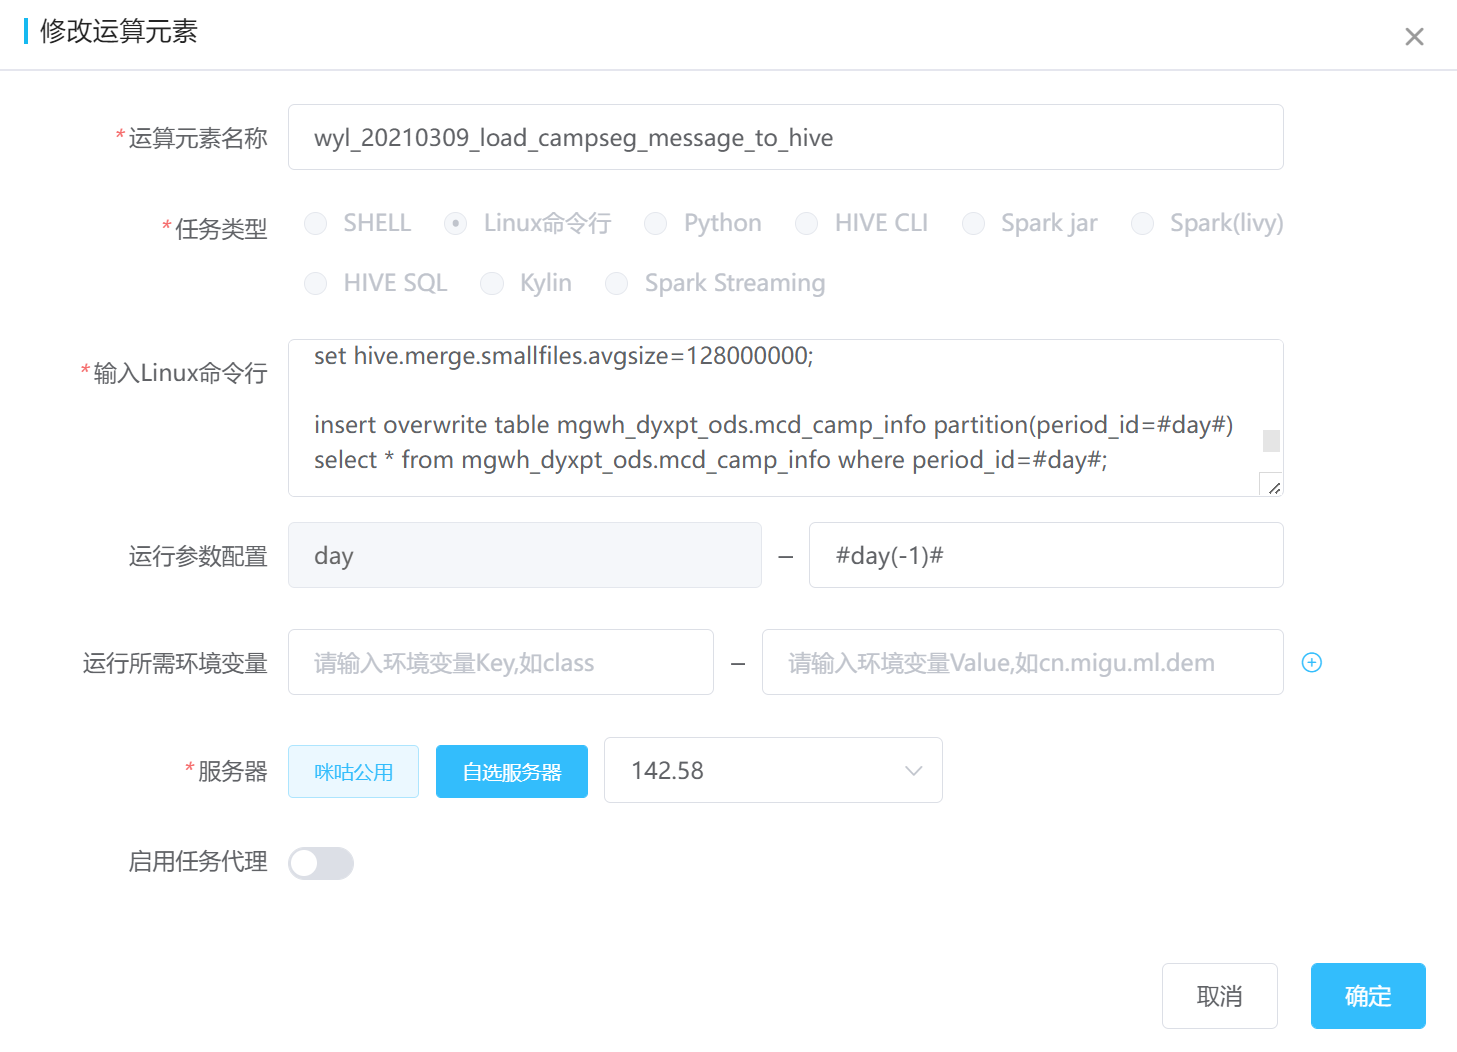 修改运算元素
*运算元素名称
wyl_20210309_load_campseg_message_to_hive
*任务类型
SHELL Linux命令行 Python HIVE CLI Spark jar Spark(livy)
HIVE SQL Kylin Spark Streaming
*输入Linux命令行
set hive.merge.smallfiles.avgsize=128000000;
insert overwrite table mgwh_dyxpt_ods.mcd_camp_info partition(period_id=#day#)
select * from mgwh_dyxpt_ods.mcd_camp_info where period_id=#day#;
运行参数配置
day – #day(-1)#
运行所需环境变量
请输入环境变量Key,如class – 请输入环境变量Value,如cn.migu.ml.dem
*服务器
咪咕公用 自选服务器 142.58
启用任务代理
取消 确定